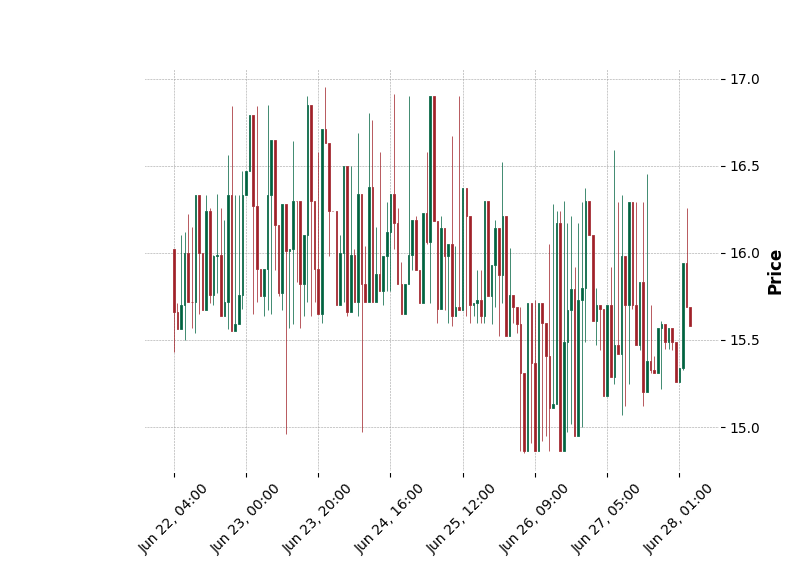 17.0
16.5
16.0
15.5
15.0
Price
Jun 22, 04:00
Jun 23, 00:00
Jun 23, 20:00
Jun 24, 16:00
Jun 25, 12:00
Jun 26, 09:00
Jun 27, 05:00
Jun 28, 01:00